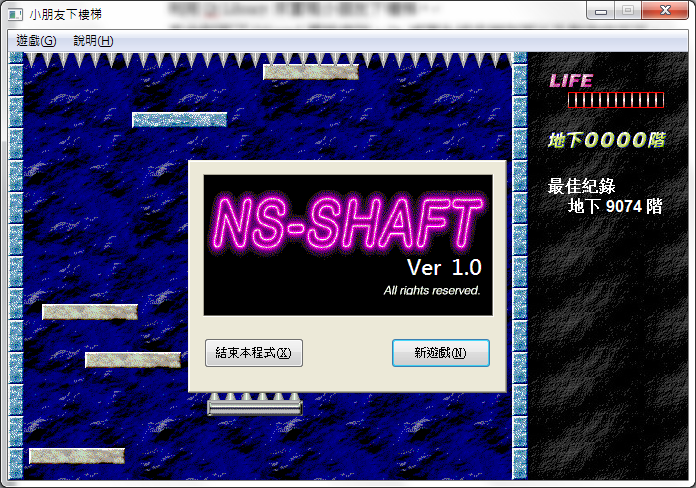 小朋友下樓梯
遊戲(G) 說明(H)
LIFE
地下0000階
最佳紀錄
地下 9074 階
NS-SHAFT
Ver 1.0
All rights reserved.
結束本程式(X) 新遊戲(N)